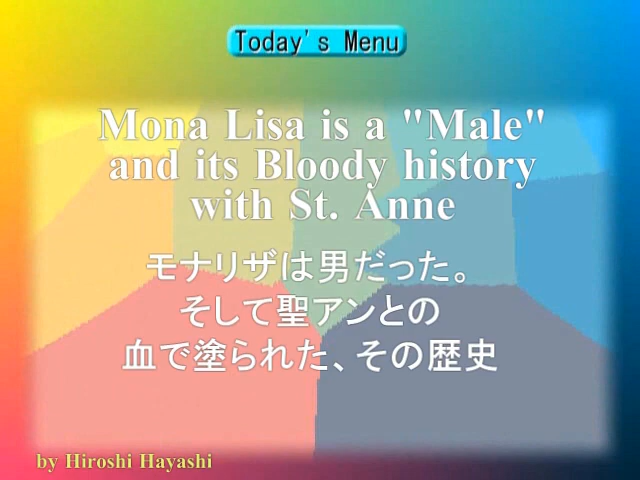 Today's Menu
Mona Lisa is a "Male"
and its Bloody history
with St. Anne
モナリザは男だった。
そして聖アンとの
血で塗られた、その歴史
by Hiroshi Hayashi